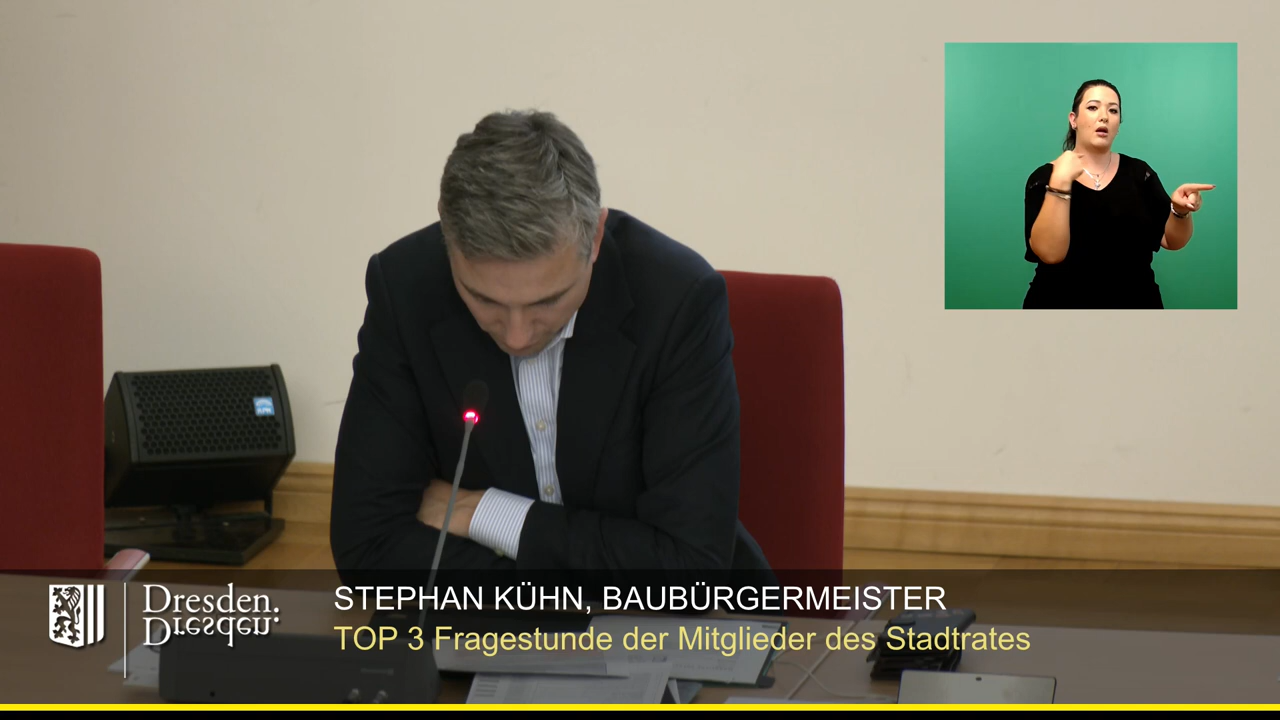 Dresden.
STEPHAN KÜHN, BAUBÜRGERMEISTER
TOP 3 Fragestunde der Mitglieder des Stadtrates